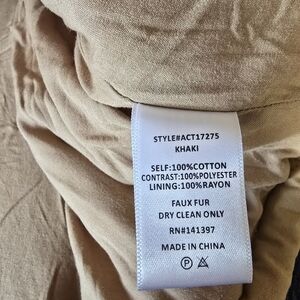 STYLE#ACT17275
KHAKI
SELF:100%COTTON
CONTRAST:100%POLYESTER
LINING:100%RAYON
FAUX FUR
DRY CLEAN ONLY
RN#141397
MADE IN CHINA
P